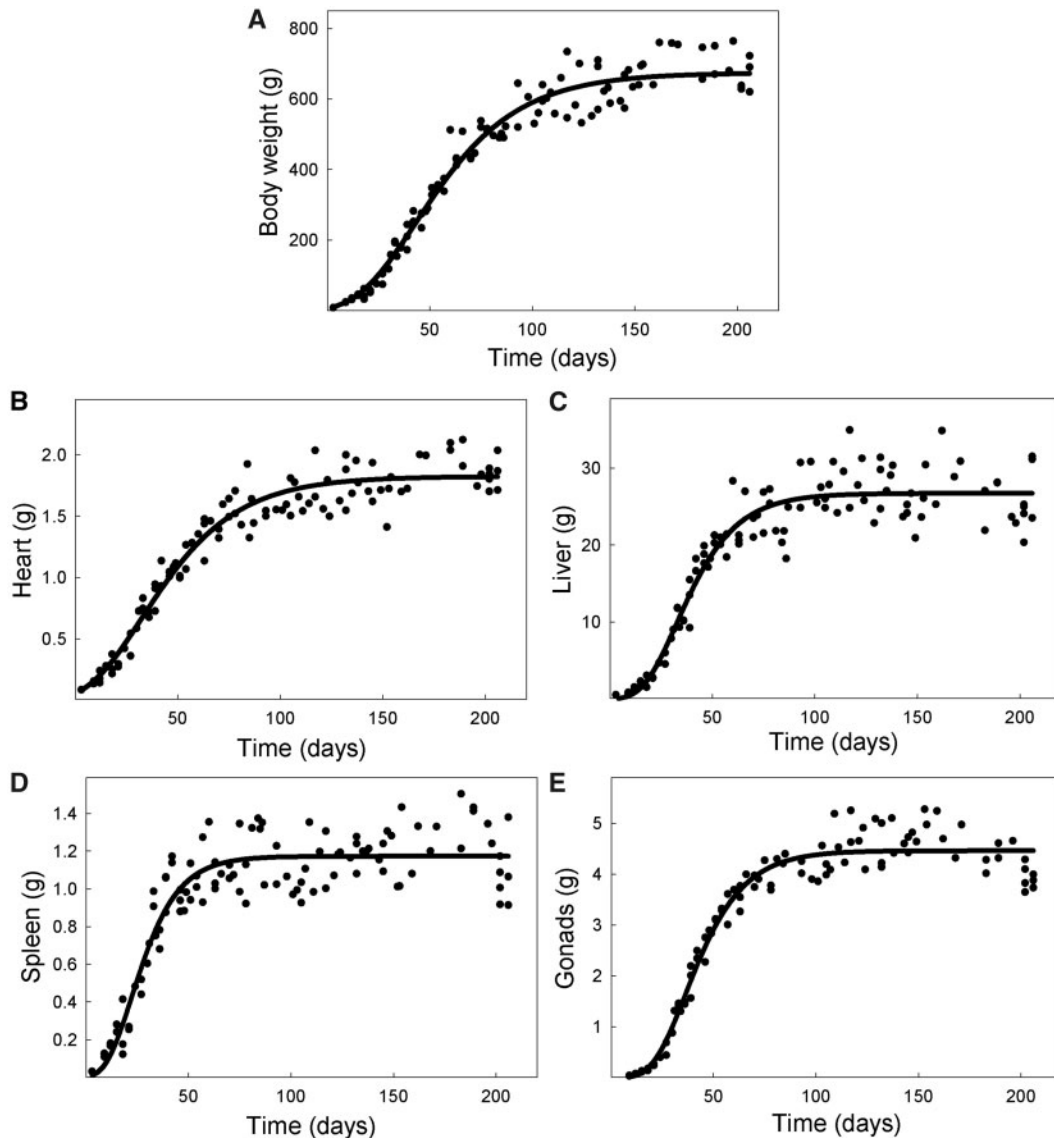 A
Body weight (g)
800
600
400
200
50 100 150 200
Time (days)
B
Heart (g)
2.0
1.5
1.0
0.5
50 100 150 200
Time (days)
C
Liver (g)
30
20
10
50 100 150 200
Time (days)
D
Spleen (g)
1.4
1.2
1.0
0.8
0.6
0.4
0.2
50 100 150 200
Time (days)
E
Gonads (g)
5
4
3
2
1
50 100 150 200
Time (days)